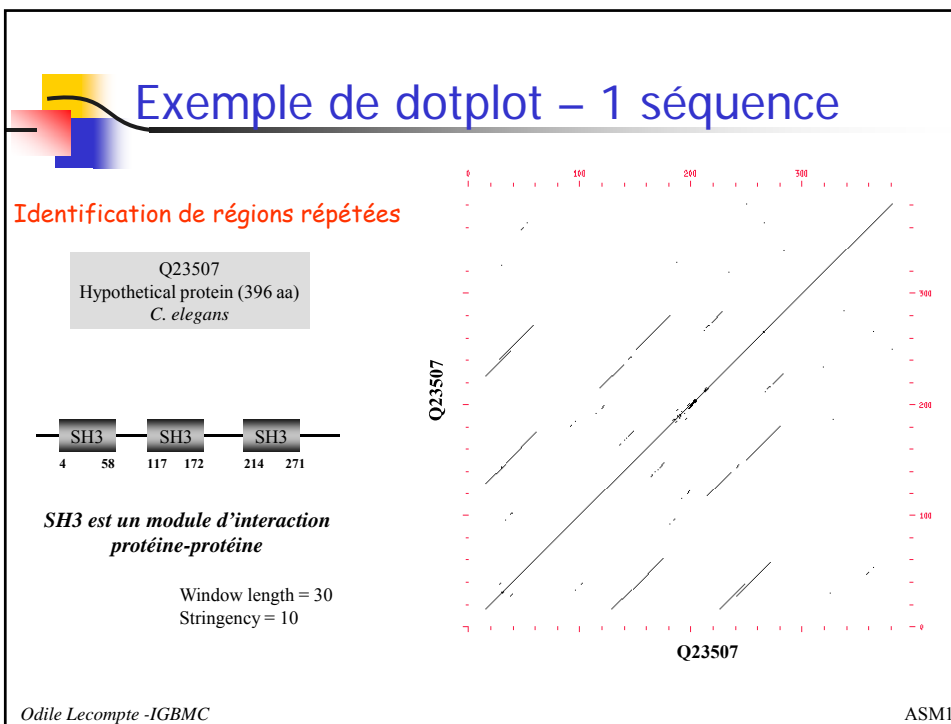 Exemple de dotplot – 1 séquence
Identification de régions répétées
Q23507
Hypothetical protein (396 aa)
C. elegans
SH3 SH3 SH3
4 58 117 172 214 271
SH3 est un module d'interaction
protéine-protéine
Window length = 30
Stringency = 10
0 100 200 300
Q23507
300
200
100
0
Q23507
Odile Lecompte -IGBMC
ASM1